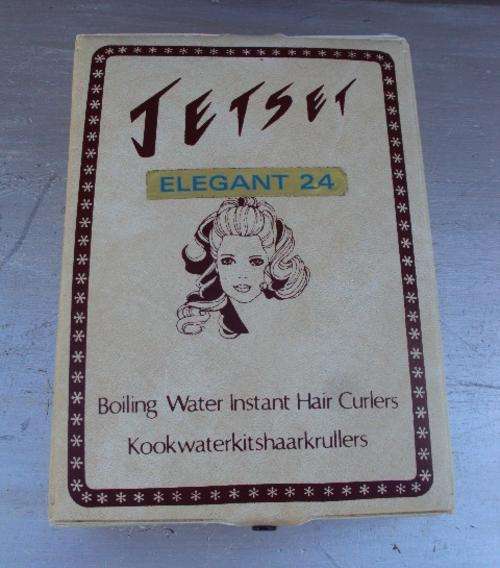 JETSET
ELEGANT 24
Boiling Water Instant Hair Curlers
Kookwaterkitshaarkrullers